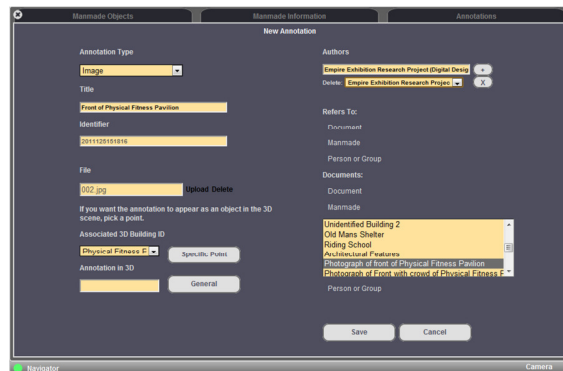 Manmade Objects
Manmade Information
Annotations
New Annotation
Annotation Type
Image
Title
Front of Physical Fitness Pavilion
Identifier
2011125151816
File
002.jpg
Upload Delete
If you want the annotation to appear as an object in the 3D
scene, pick a point.
Associated 3D Building ID
Physical Fitness F
Specific Point
Annotation in 3D
General
Authors
Empire Exhibition Research Project (Digital Desig
+
Delete: Empire Exhibition Research Projec
X
Refers To:
Document
Manmade
Person or Group
Documents:
Document
Manmade
Unidentified Building 2
Old Mans Shelter
Riding School
Architectural Features
Photograph of front of Physical Fitness Pavilion
Photograph of Front with crowd of Physical Fitness F
Person or Group
Save
Cancel
Navigator
Camera